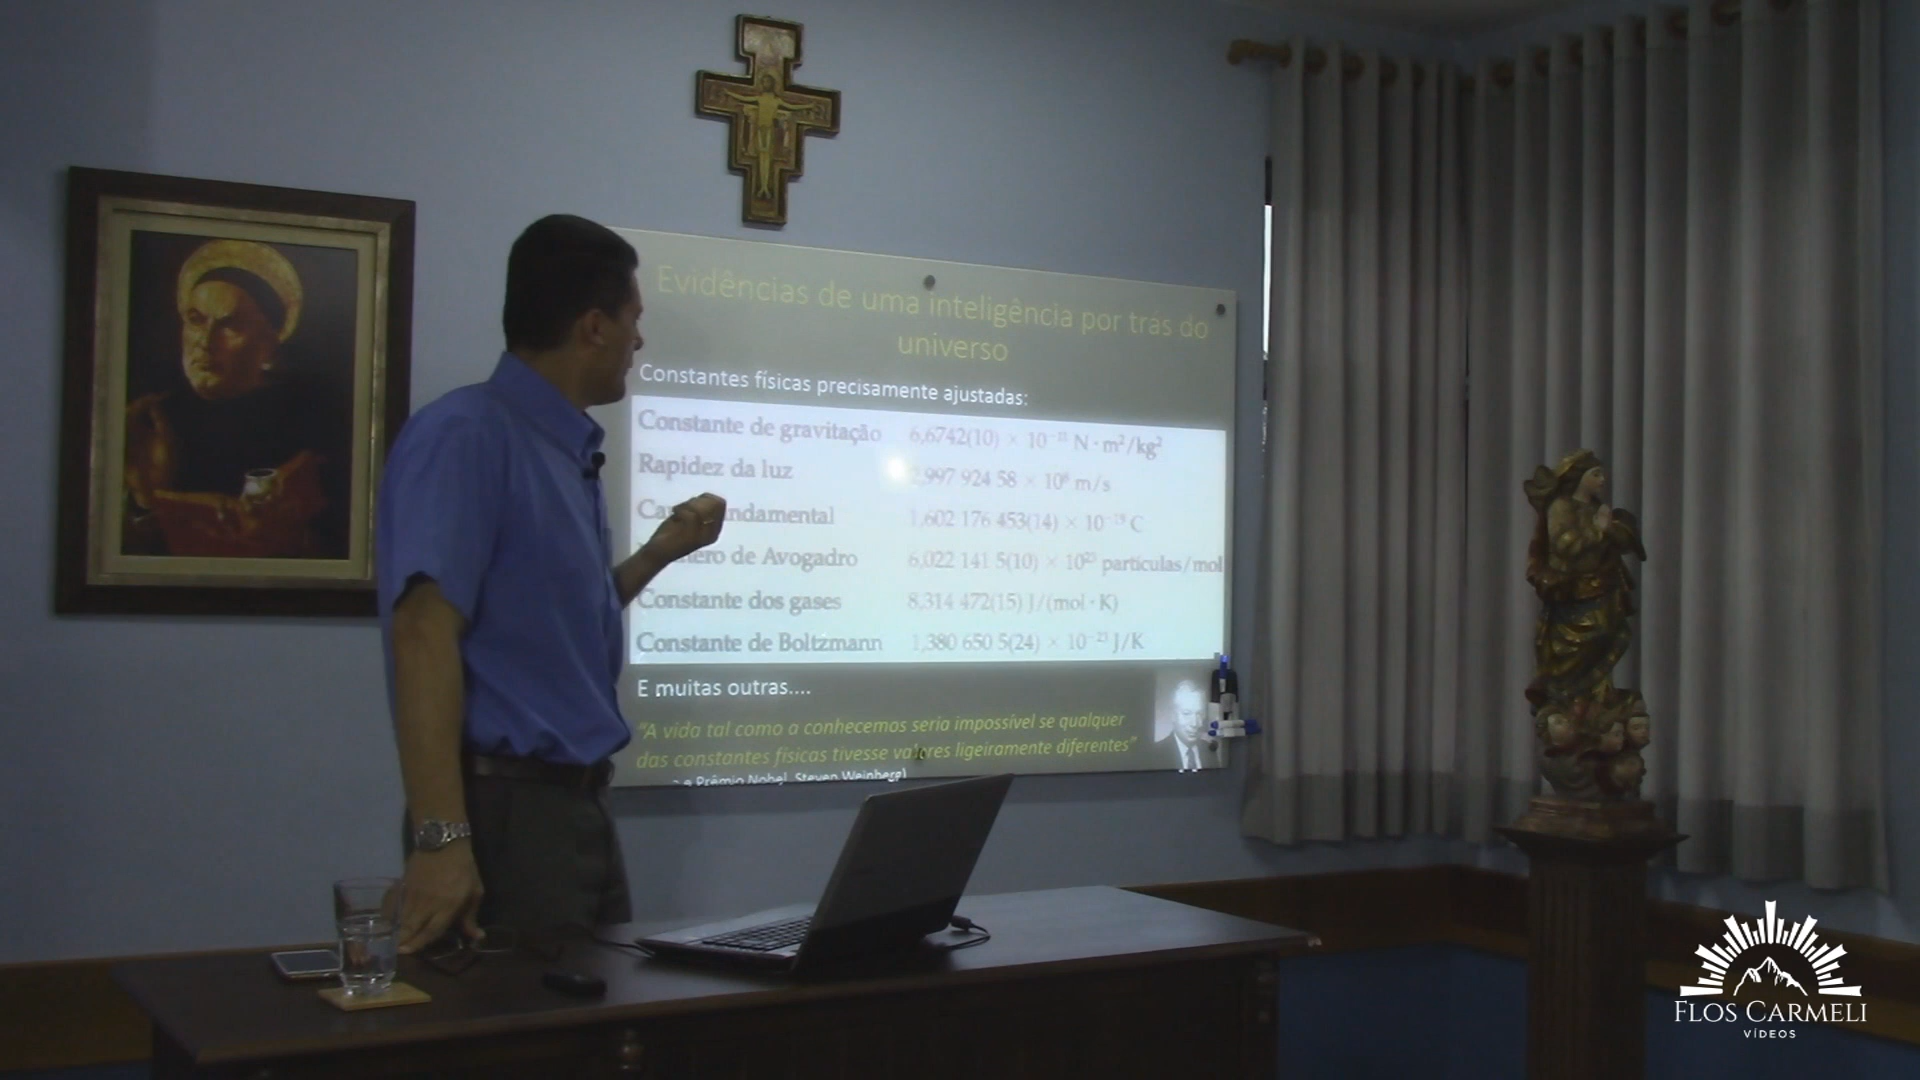 Evidências de uma inteligência por trás do
universo
Constantes físicas precisamente ajustadas:
Constante de gravitação 6,6742(10) × 10⁻¹¹ N · m²/kg²
Rapidez da luz 997 924 58 × 10⁸ m/s
ndamental 1,602 176 453(14) × 10⁻¹⁹ C
ero de Avogadro 6,022 141 5(10) × 10²³ partículas/mol
Constante dos gases 8,314 472(15) J/(mol · K)
Constante de Boltzmann 1,380 650 5(24) × 10⁻²³ J/K
E muitas outras....
"A vida tal como a conhecemos seria impossível se qualquer
das constantes físicas tivesse valores ligeiramente diferentes"
e Prêmio Nobel, Steven Weinberg)
FLOS CARMELI
VÍDEOS